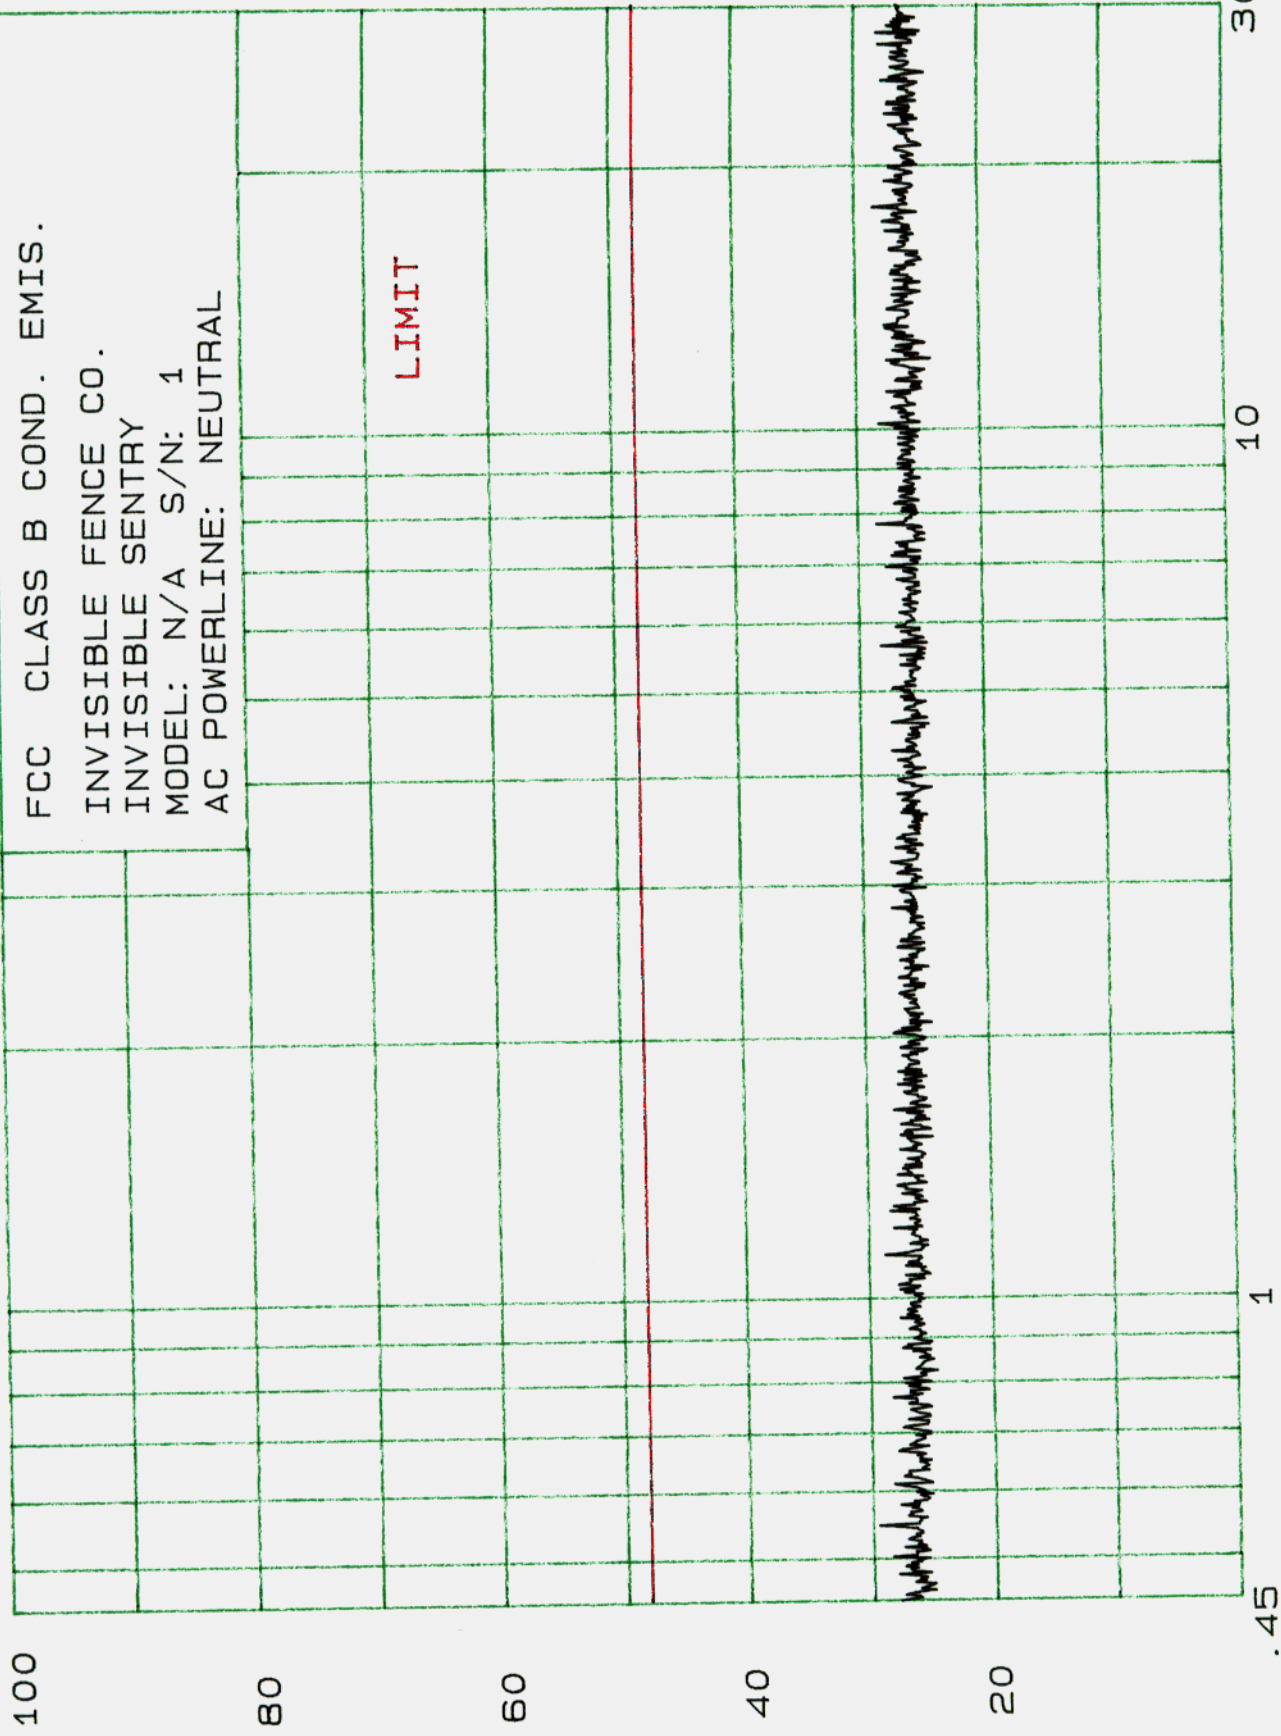 FCC CLASS B COND. EMIS.
INVISIBLE FENCE CO.
INVISIBLE SENTRY
MODEL: N/A S/N: 1
AC POWERLINE: NEUTRAL
LIMIT
100
80
60
40
20
.45
1
10